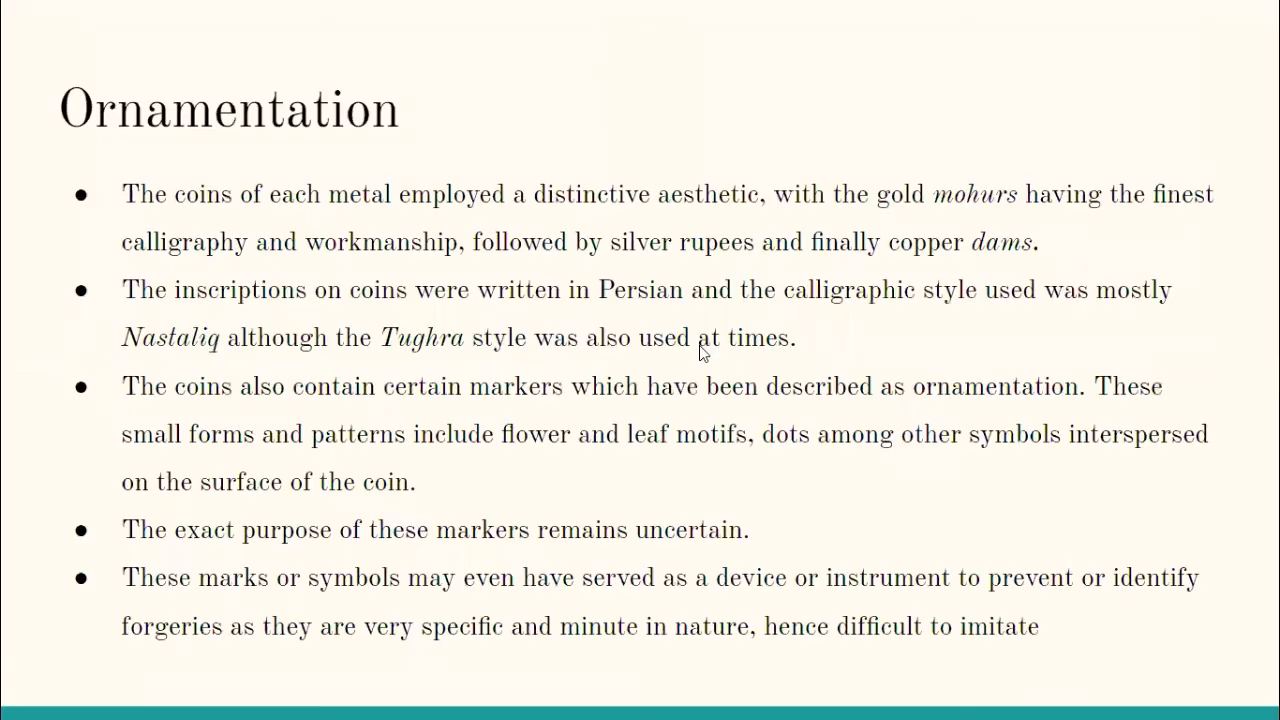 Ornamentation
● The coins of each metal employed a distinctive aesthetic, with the gold mohurs having the finest
calligraphy and workmanship, followed by silver rupees and finally copper dams.
● The inscriptions on coins were written in Persian and the calligraphic style used was mostly
Nastaliq although the Tughra style was also used at times.
● The coins also contain certain markers which have been described as ornamentation. These
small forms and patterns include flower and leaf motifs, dots among other symbols interspersed
on the surface of the coin.
● The exact purpose of these markers remains uncertain.
● These marks or symbols may even have served as a device or instrument to prevent or identify
forgeries as they are very specific and minute in nature, hence difficult to imitate